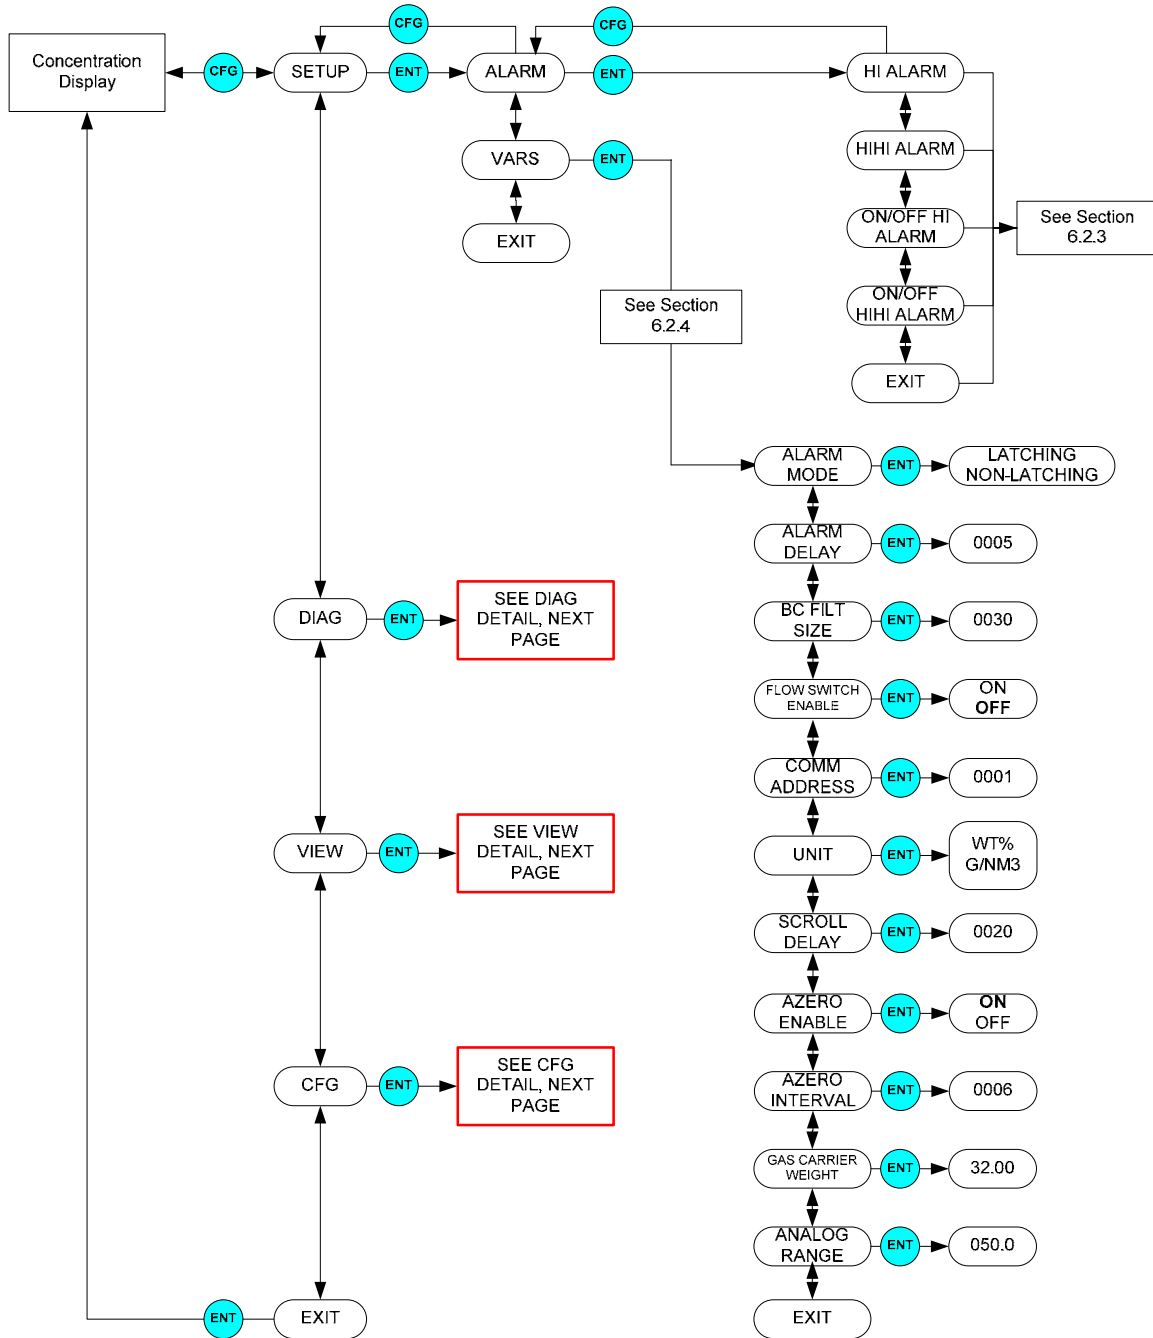 CFG
CFG
Concentration
Display
CFG
SETUP
ENT
ALARM
ENT
HI ALARM
VARS
ENT
HIHI ALARM
EXIT
ON/OFF HI
ALARM
See Section
6.2.3
See Section
6.2.4
ON/OFF
HIHI ALARM
EXIT
ALARM
MODE
ENT
LATCHING
NON-LATCHING
ALARM
DELAY
ENT
0005
DIAG
ENT
SEE DIAG
DETAIL, NEXT
PAGE
BC FILT
SIZE
ENT
0030
FLOW SWITCH
ENABLE
ENT
ON
OFF
COMM
ADDRESS
ENT
0001
VIEW
ENT
SEE VIEW
DETAIL, NEXT
PAGE
UNIT
ENT
WT%
G/NM3
SCROLL
DELAY
ENT
0020
AZERO
ENABLE
ENT
ON
OFF
CFG
ENT
SEE CFG
DETAIL, NEXT
PAGE
AZERO
INTERVAL
ENT
0006
GAS CARRIER
WEIGHT
ENT
32.00
ANALOG
RANGE
ENT
050.0
ENT
EXIT
EXIT